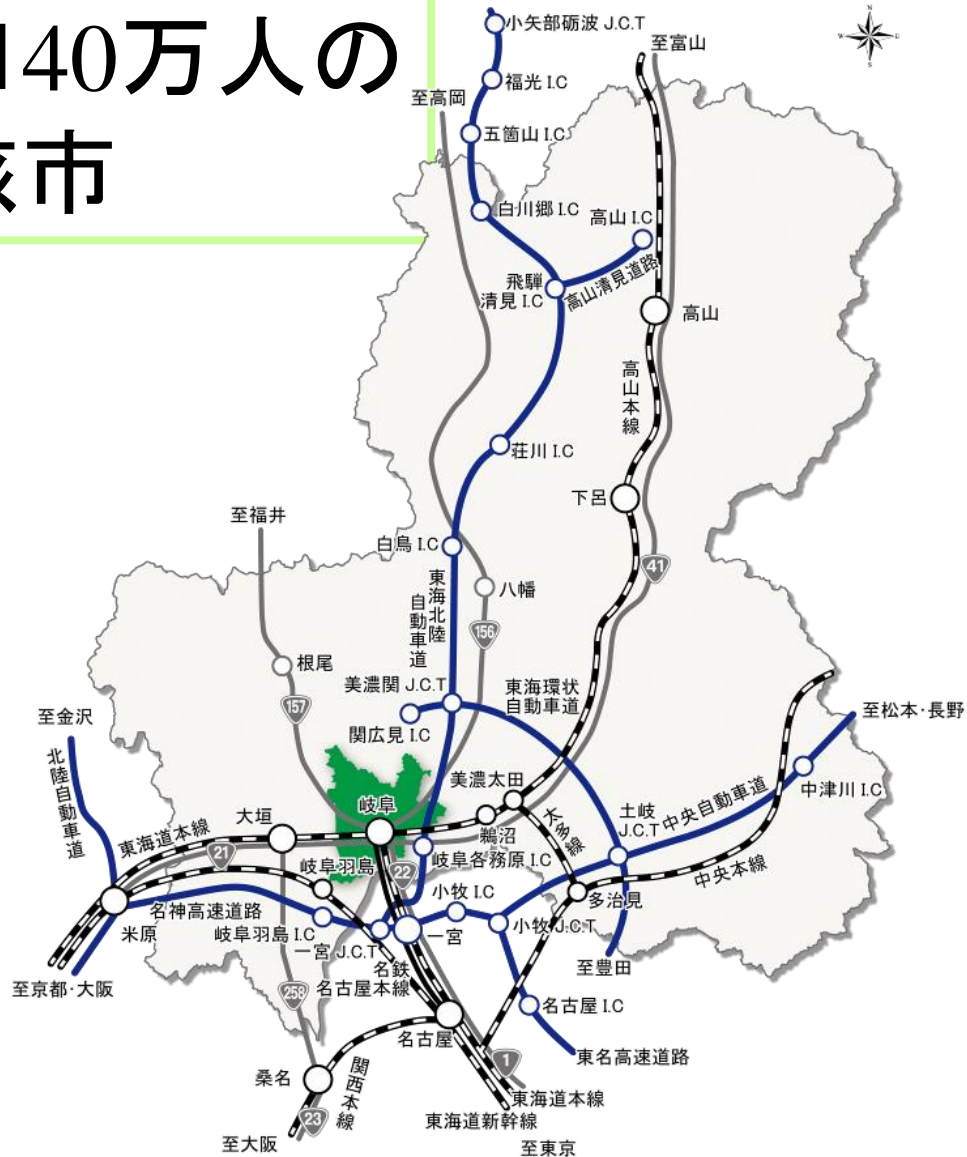 40万人の
市
N
W
E
S
小矢部砺波 J.C.T
至富山
福光 I.C
至高岡
五箇山 I.C
白川郷 I.C
高山 I.C
飛騨
清見 I.C
高山清見道路
高山
高山本線
荘川 I.C
下呂
至福井
白鳥 I.C
41
東海北陸
自動車道
八幡
156
根尾
157
美濃関 J.C.T
東海環状
自動車道
関広見 I.C
至金沢
至松本・長野
北陸自動車道
美濃太田
中津川 I.C
岐阜
大垣
土岐
J.C.T
中央自動車道
太多線
東海道本線
21
鵜沼
岐阜各務原 I.C
岐阜羽島
22
中央本線
小牧 I.C
多治見
名神高速道路
米原
岐阜羽島 I.C
一宮
小牧 J.C.T
一宮 J.C.T
至豊田
名鉄
名古屋本線
至京都・大阪
258
名古屋 I.C
名古屋
東名高速道路
1
桑名
関西本線
東海道本線
23
東海道新幹線
至大阪
至東京